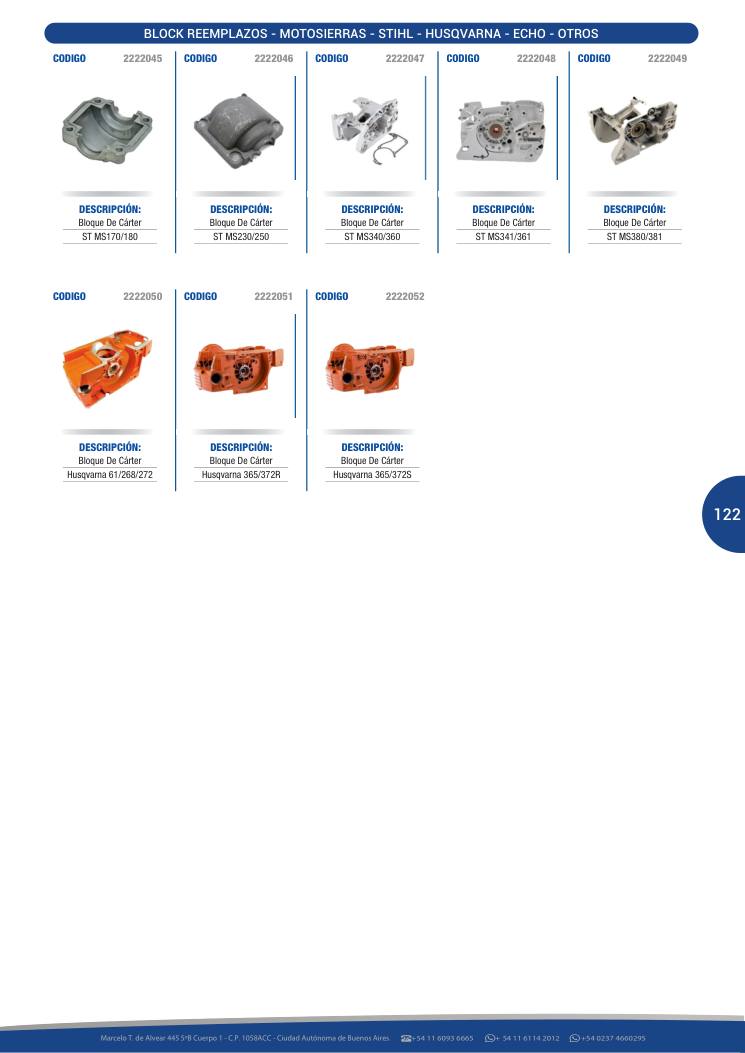 BLOCK REEMPLAZOS - MOTOSIERRAS - STIHL - HUSQVARNA - ECHO - OTROS
CODIGO 2222045
DESCRIPCIÓN:
Bloque De Cárter
ST MS170/180
CODIGO 2222046
DESCRIPCIÓN:
Bloque De Cárter
ST MS230/250
CODIGO 2222047
DESCRIPCIÓN:
Bloque De Cárter
ST MS340/360
CODIGO 2222048
DESCRIPCIÓN:
Bloque De Cárter
ST MS341/361
CODIGO 2222049
DESCRIPCIÓN:
Bloque De Cárter
ST MS380/381
CODIGO 2222050
DESCRIPCIÓN:
Bloque De Cárter
Husqvarna 61/268/272
CODIGO 2222051
DESCRIPCIÓN:
Bloque De Cárter
Husqvarna 365/372R
CODIGO 2222052
DESCRIPCIÓN:
Bloque De Cárter
Husqvarna 365/372S
122
Marcelo T. de Alvear 445 5ºB Cuerpo 1 - C.P. 1058ACC - Ciudad Autónoma de Buenos Aires +54 11 6093 6665 + 54 11 6114 2012 +54 0237 4660295